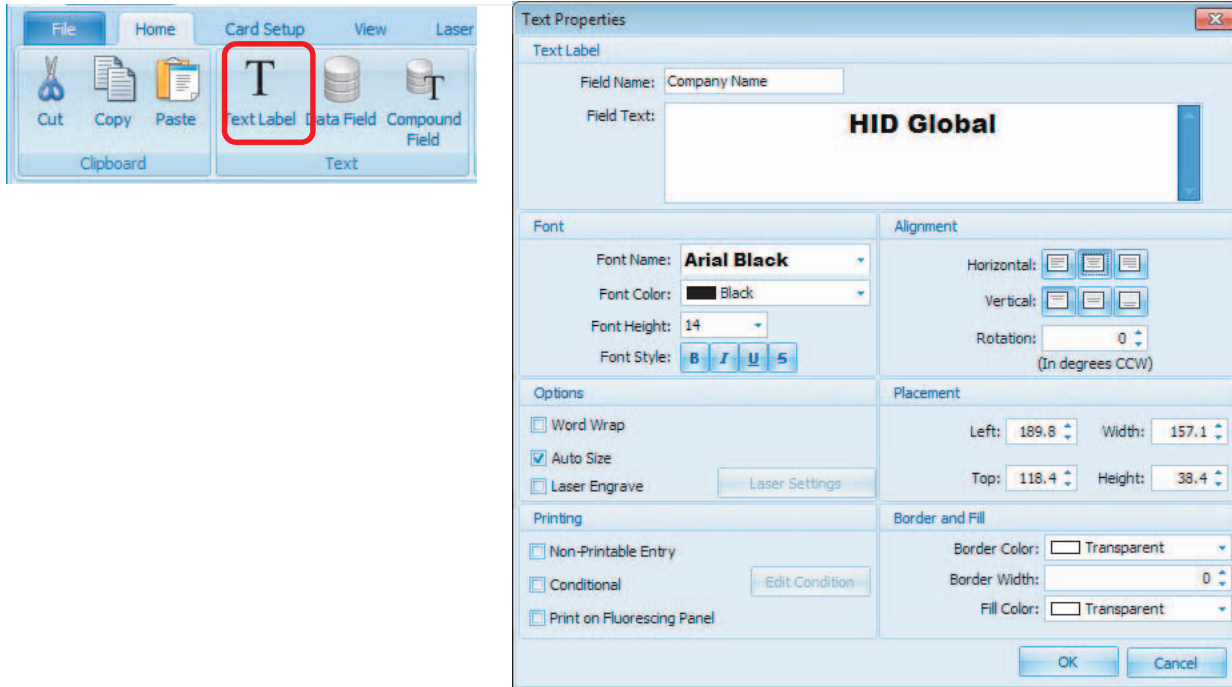 File Home Card Setup View Laser
Cut Copy Paste Text Label Data Field Compound Field
Clipboard Text
Text Properties
Text Label
Field Name: Company Name
Field Text: HID Global
Font
Font Name: Arial Black
Font Color: Black
Font Height: 14
Font Style: B I U S
Alignment
Horizontal:
Vertical:
Rotation: 0
(In degrees CCW)
Options
Word Wrap
Auto Size
Laser Engrave Laser Settings
Placement
Left: 189.8 Width: 157.1
Top: 118.4 Height: 38.4
Printing
Non-Printable Entry
Conditional Edit Condition
Print on Fluorescing Panel
Border and Fill
Border Color: Transparent
Border Width: 0
Fill Color: Transparent
OK Cancel